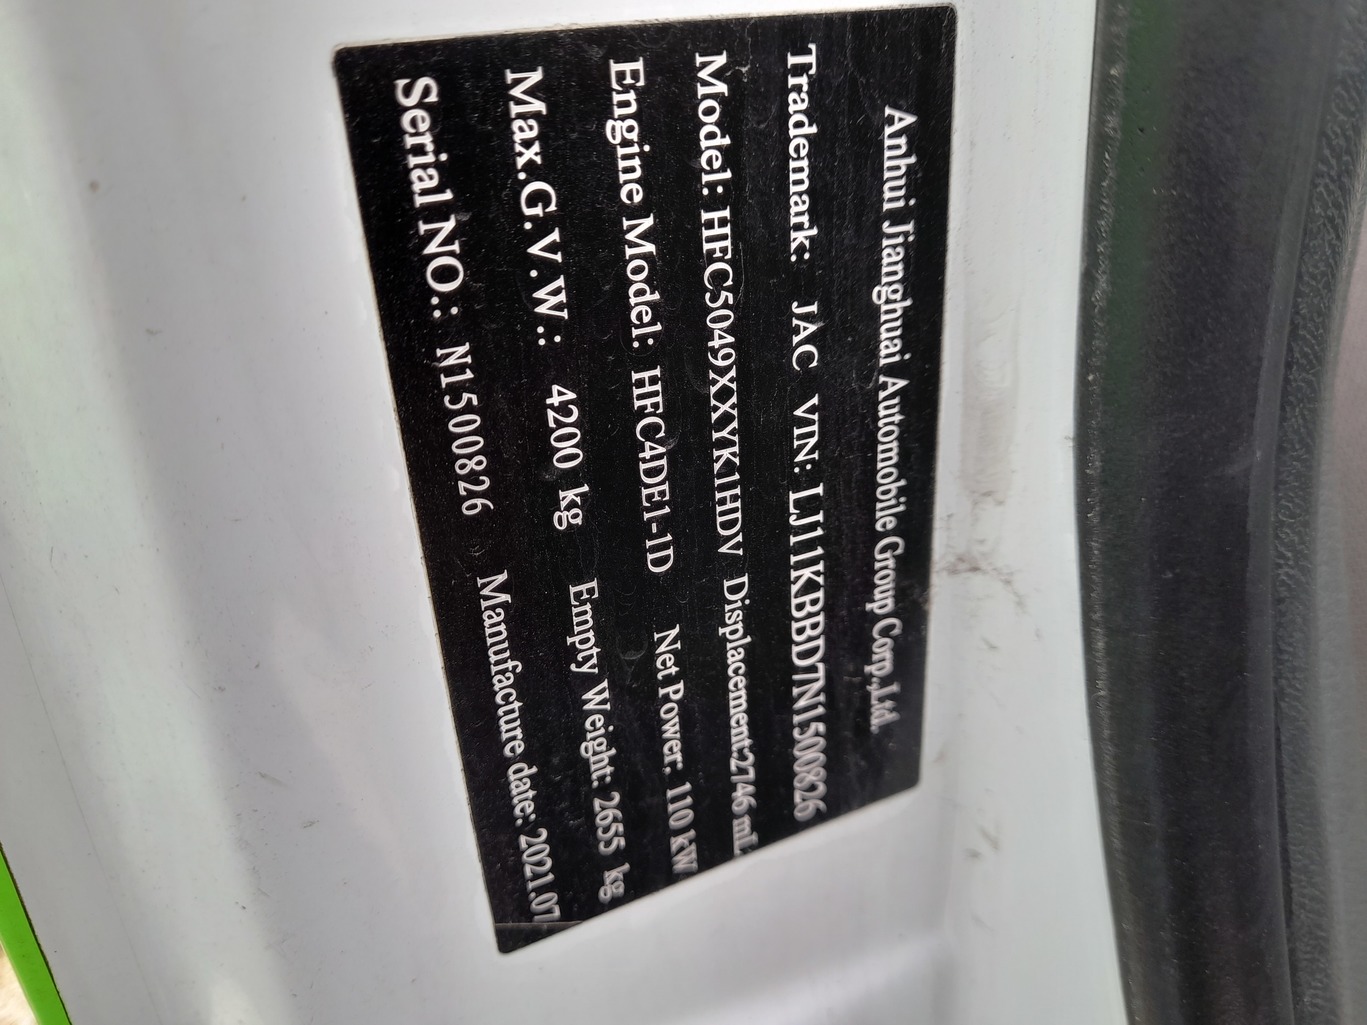 Anhui Jianghuai Automobile Group Corp.,Ltd.
Trademark: JAC VIN: LJ11KBBD7N1500826
Model: HFC5049XXYK1HDV Displacement:2746 mL
Engine Model: HFC4DE1-1D Net Power: 110 kW
Max.G.V.W.: 4200 kg Empty Weight: 2655 kg
Serial NO.: N1500826 Manufacture date: 2021.07